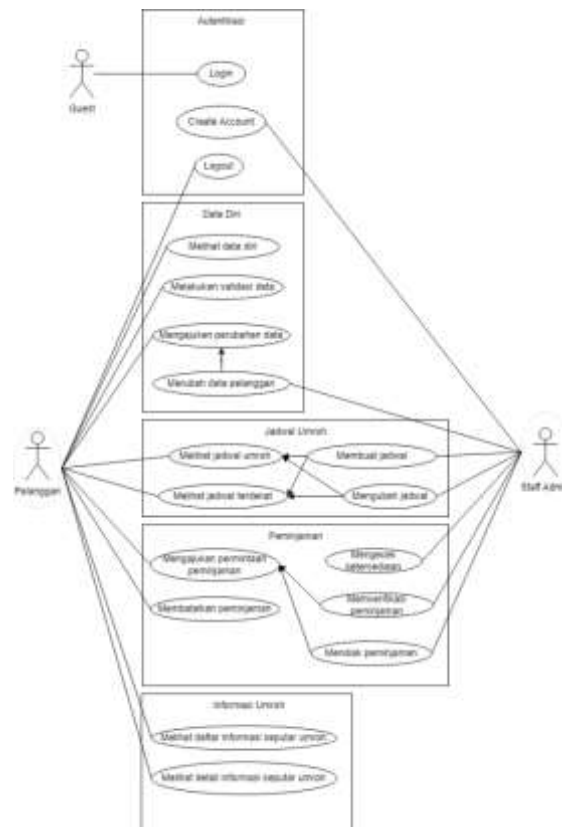 Autentikasi
Login
Guest
Create Account
Logout
Data Diri
Melihat data diri
Melakukan validasi data
Mengajukan perubahan data
Merubah data pelanggan
Jadwal Umroh
Melihat jadwal umroh
Membuat jadwal
Pelanggan
Staff Adm
Melihat jadwal terdekat
Mengubah jadwal
Peminjaman
Mengajukan permintaan
peminjaman
Mengecek
ketersediaan
Membatalkan peminjaman
Memverifikasi
peminjaman
Menolak peminjaman
Informasi Umroh
Melihat daftar informasi seputar umroh
Melihat detail informasi seputar umroh